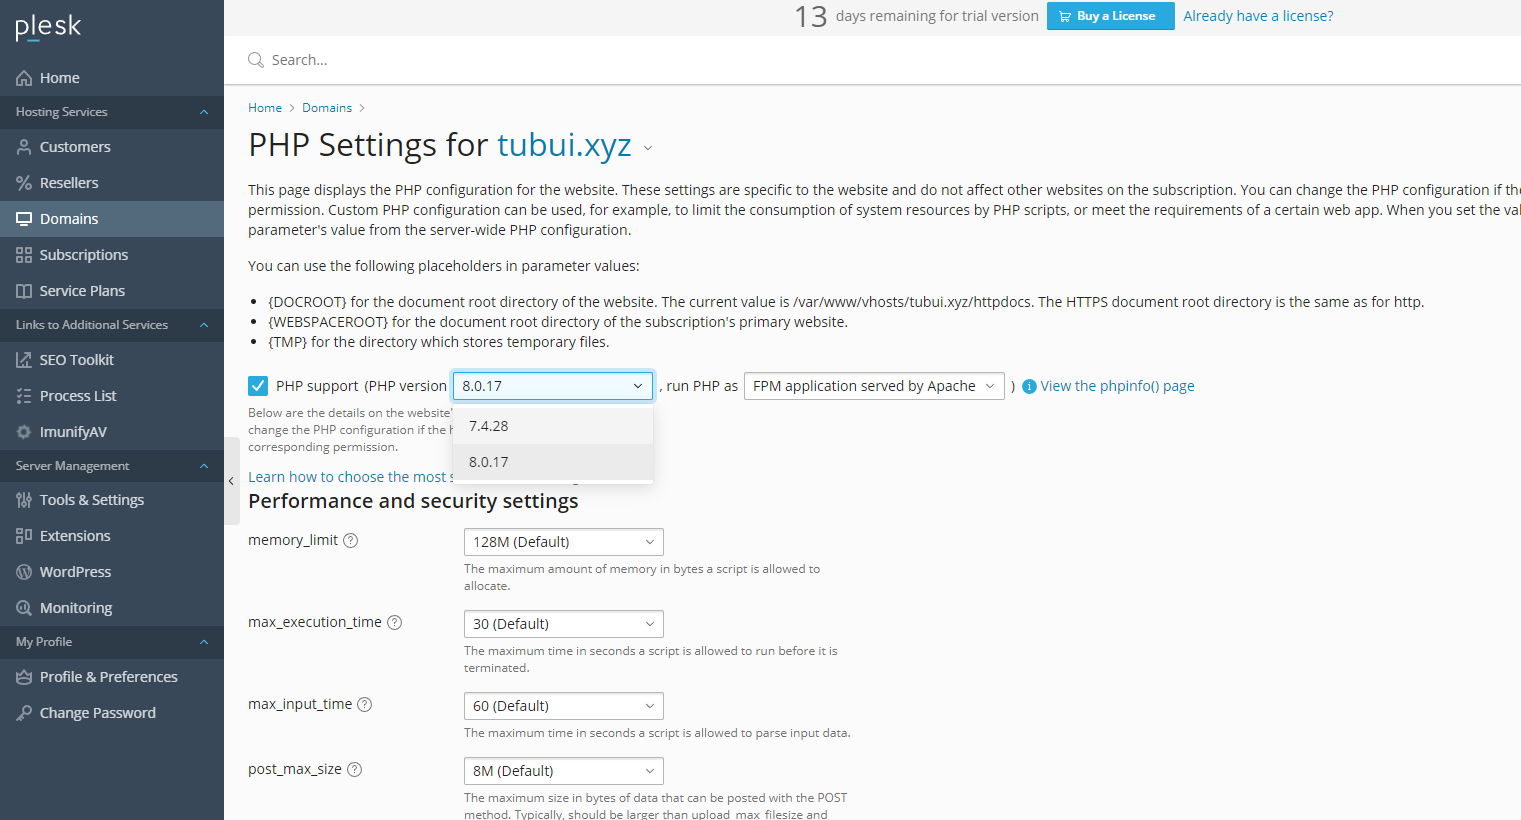 plesk
13 days remaining for trial version Buy a License Already have a license?
Search...
Home
Hosting Services
Customers
Resellers
Domains
Subscriptions
Service Plans
Links to Additional Services
SEO Toolkit
Process List
ImunifyAV
Server Management
Tools & Settings
Extensions
WordPress
Monitoring
My Profile
Profile & Preferences
Change Password
Home > Domains >
PHP Settings for tubui.xyz
This page displays the PHP configuration for the website. These settings are specific to the website and do not affect other websites on the subscription. You can change the PHP configuration if the
permission. Custom PHP configuration can be used, for example, to limit the consumption of system resources by PHP scripts, or meet the requirements of a certain web app. When you set the
parameter's value from the server-wide PHP configuration.
You can use the following placeholders in parameter values:
• {DOCROOT} for the document root directory of the website. The current value is /var/www/vhosts/tubui.xyz/httpdocs. The HTTPS document root directory is the same as for http.
• {WEBSPACEROOT} for the document root directory of the subscription's primary website.
• {TMP} for the directory which stores temporary files.
PHP support (PHP version 8.0.17 , run PHP as FPM application served by Apache ) View the phpinfo() page
7.4.28
8.0.17
Below are the details on the website'
change the PHP configuration if the
corresponding permission.
Learn how to choose the most
Performance and security settings
memory_limit ? 128M (Default)
The maximum amount of memory in bytes a script is allowed to
allocate.
max_execution_time ? 30 (Default)
The maximum time in seconds a script is allowed to run before it is
terminated.
max_input_time ? 60 (Default)
The maximum time in seconds a script is allowed to parse input data.
post_max_size ? 8M (Default)
The maximum size in bytes of data that can be posted with the POST
method. Typically, should be larger than upload_max_filesize and